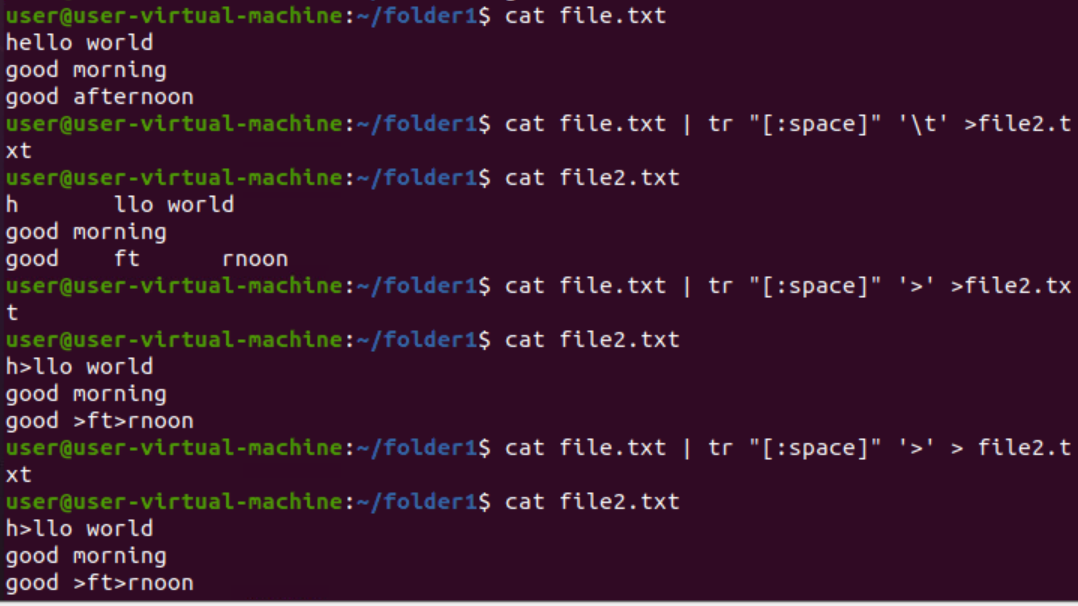 user@user-virtual-machine:~/folder1$ cat file.txt
hello world
good morning
good afternoon
user@user-virtual-machine:~/folder1$ cat file.txt | tr "[:space]" '\t' >file2.t
xt
user@user-virtual-machine:~/folder1$ cat file2.txt
h       llo world
good morning
good    ft      rnoon
user@user-virtual-machine:~/folder1$ cat file.txt | tr "[:space]" '>' >file2.tx
t
user@user-virtual-machine:~/folder1$ cat file2.txt
h>llo world
good morning
good >ft>rnoon
user@user-virtual-machine:~/folder1$ cat file.txt | tr "[:space]" '>' > file2.t
xt
user@user-virtual-machine:~/folder1$ cat file2.txt
h>llo world
good morning
good >ft>rnoon